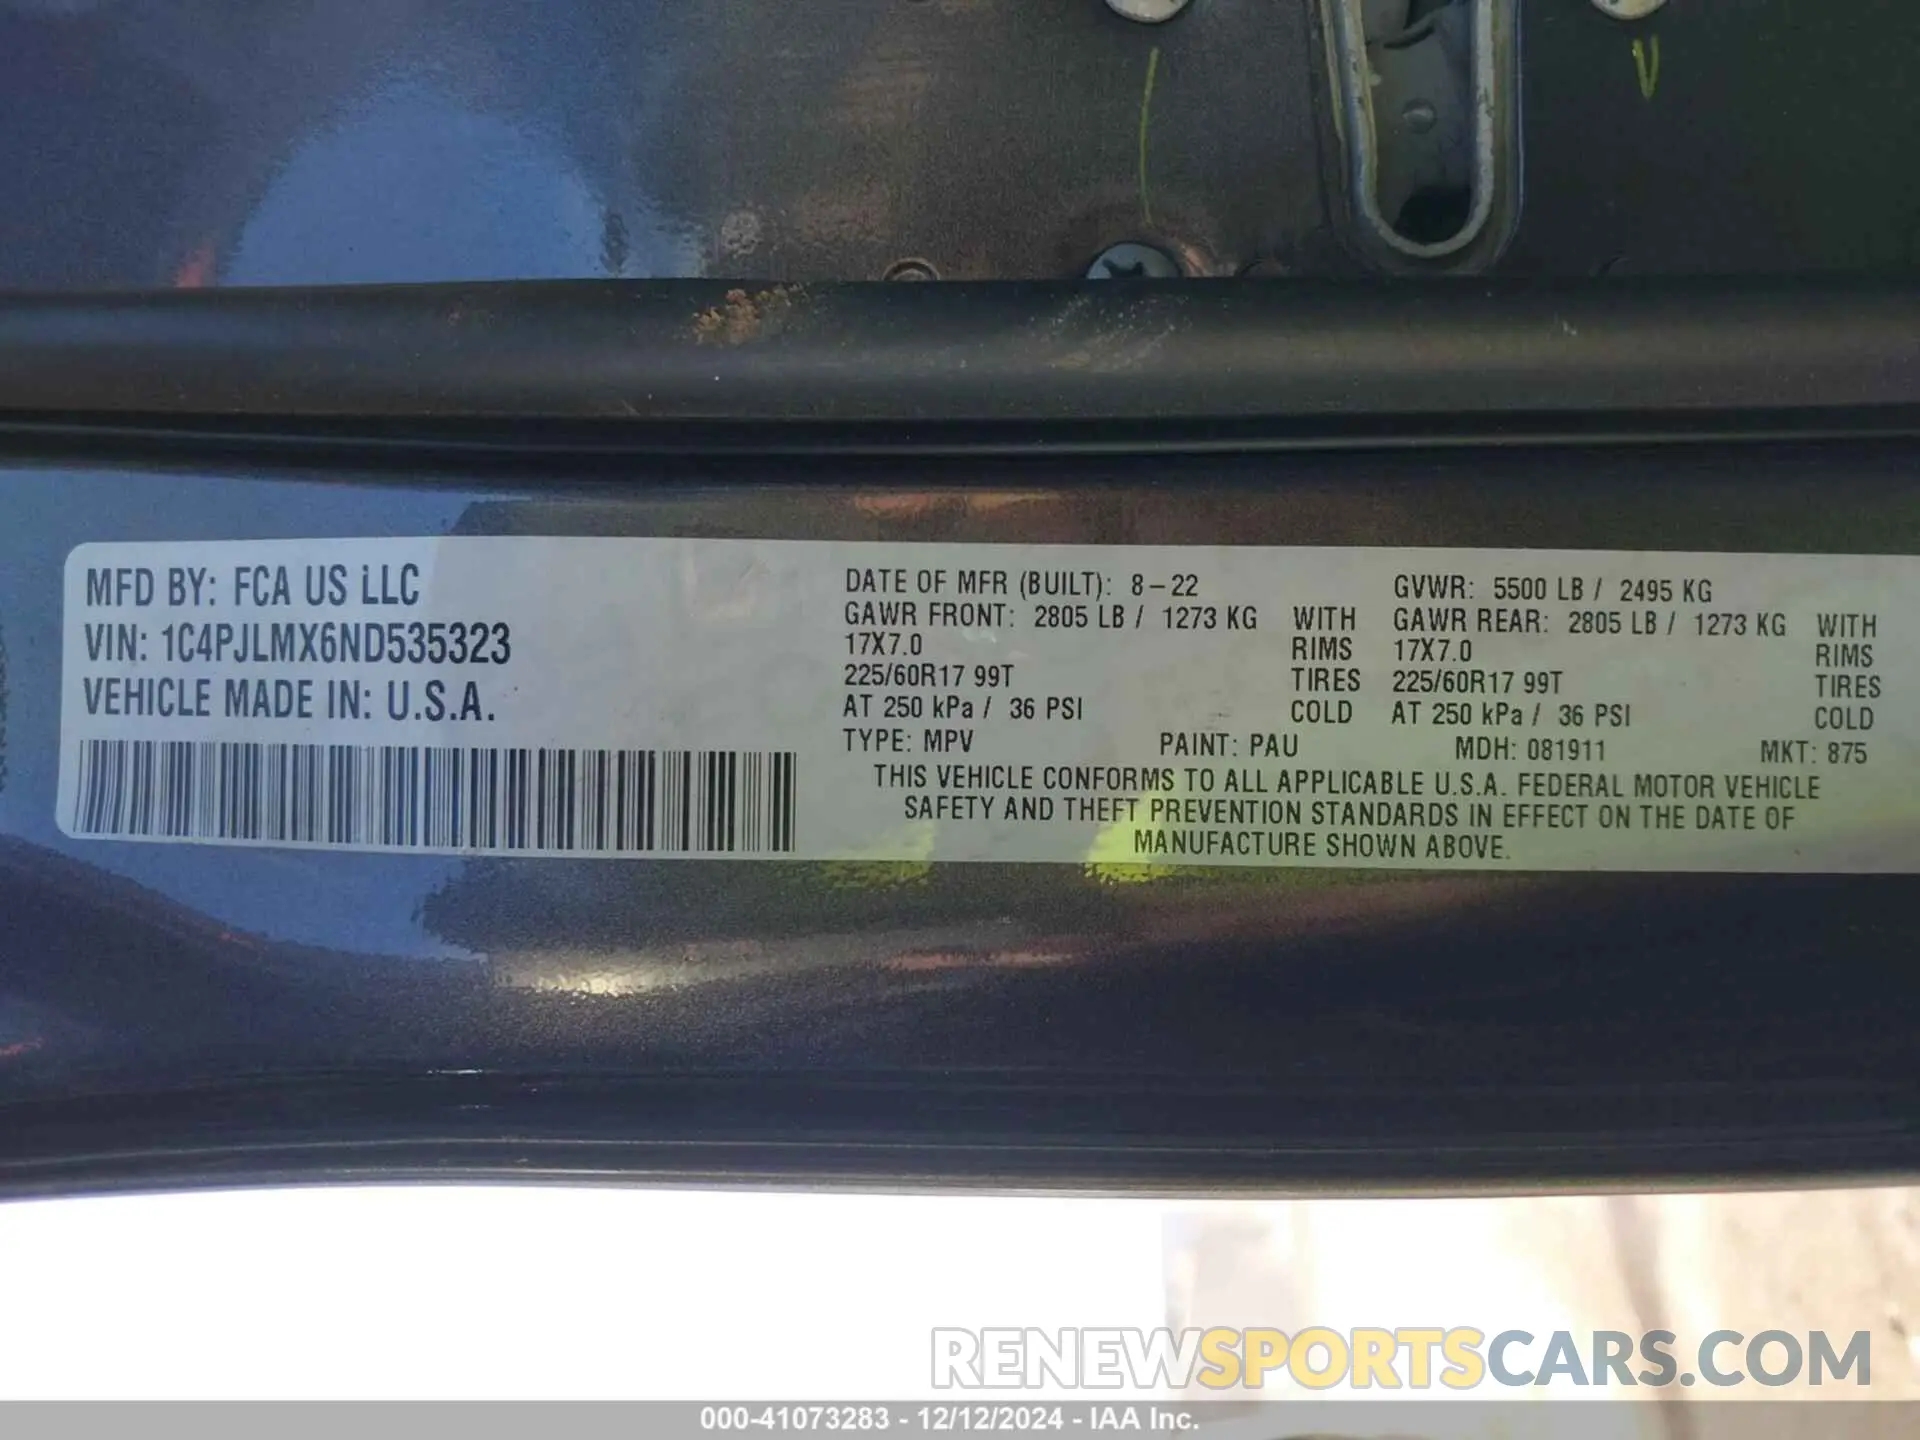 MFD BY: FCA US LLC
VIN: 1C4PJLMX6ND535323
VEHICLE MADE IN: U.S.A.
DATE OF MFR (BUILT): 8-22 GVWR: 5500 LB / 2495 KG
GAWR FRONT: 2805 LB / 1273 KG WITH GAWR REAR: 2805 LB / 1273 KG WITH
17X7.0 RIMS 17X7.0 RIMS
225/60R17 99T TIRES 225/60R17 99T TIRES
AT 250 kPa / 36 PSI COLD AT 250 kPa / 36 PSI COLD
TYPE: MPV PAINT: PAU MDH: 081911 MKT: 875
THIS VEHICLE CONFORMS TO ALL APPLICABLE U.S.A. FEDERAL MOTOR VEHICLE
SAFETY AND THEFT PREVENTION STANDARDS IN EFFECT ON THE DATE OF
MANUFACTURE SHOWN ABOVE.
RENEWSPORTSCARS.COM
000-41073283 - 12/12/2024 - IAA Inc.